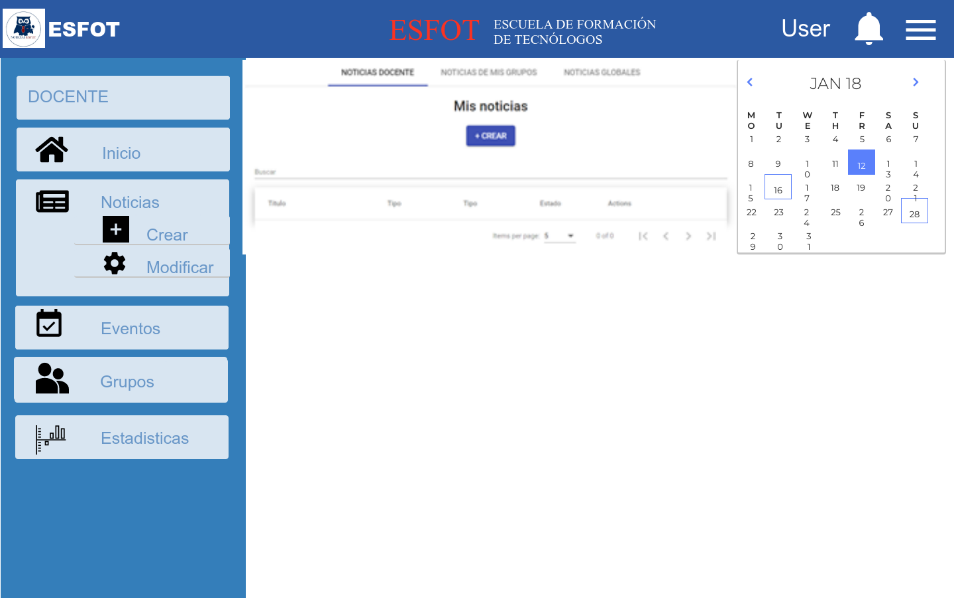 ESFOT
ESFOT
ESCUELA DE FORMACIÓN
DE TECNÓLOGOS
User
DOCENTE
Inicio
Noticias
Crear
Modificar
Eventos
Grupos
Estadisticas
NOTICIAS DOCENTE NOTICIAS DE MIS GRUPOS NOTICIAS GLOBALES
Mis noticias
+ CREAR
Buscar
Título Tipo Tipo Estado Actions
Items per page: 5 0 of 0
JAN 18
MO TU WE TH FR SA SU
1 2 3 4 5 6 7
8 9 10 11 12 13 14
15 16 17 18 19 20 21
22 23 24 25 26 27 28
29 30 31